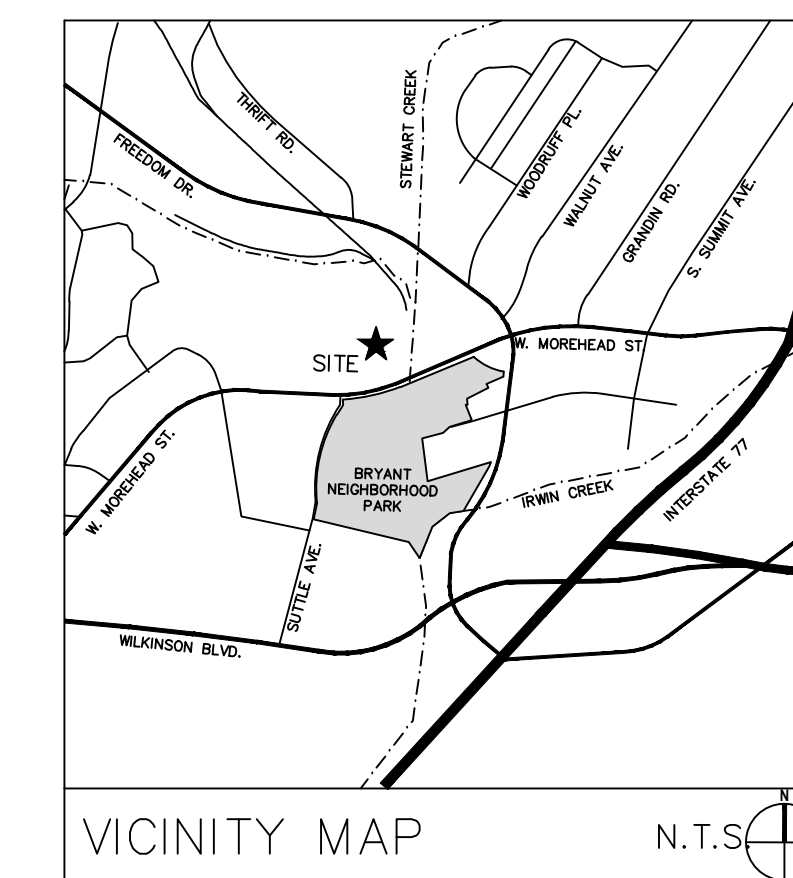 STEWART CREEK
THRIFT RD.
FREEDOM DR.
WOODRUFF PL.
WALNUT AVE.
GRANDIN RD.
S. SUMMIT AVE.
SITE
W. MOREHEAD ST
W. MOREHEAD ST.
BRYANT
NEIGHBORHOOD
PARK
IRWIN CREEK
INTERSTATE 77
SUTTLE AVE.
WILKINSON BLVD.
VICINITY MAP
N.T.S.
N